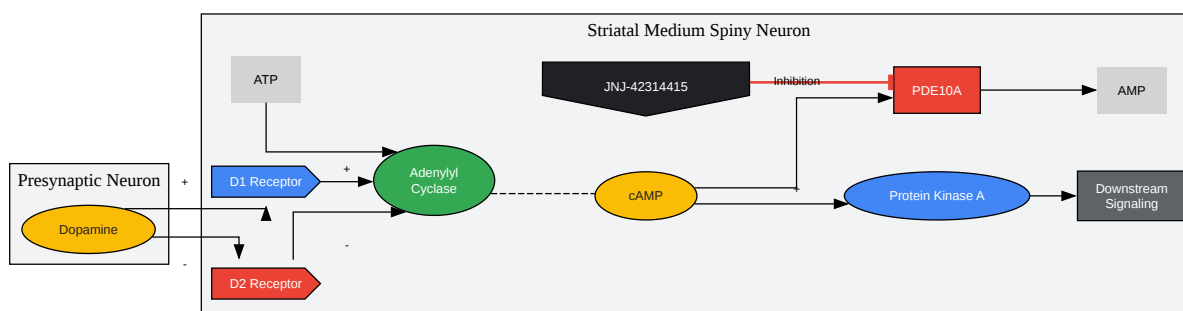 Striatal Medium Spiny Neuron
ATP
JNJ-42314415
Inhibition
PDE10A
AMP
Presynaptic Neuron
+
D1 Receptor
+
Adenylyl
Cyclase
cAMP
+
Protein Kinase A
Downstream
Signaling
Dopamine
-
-
D2 Receptor